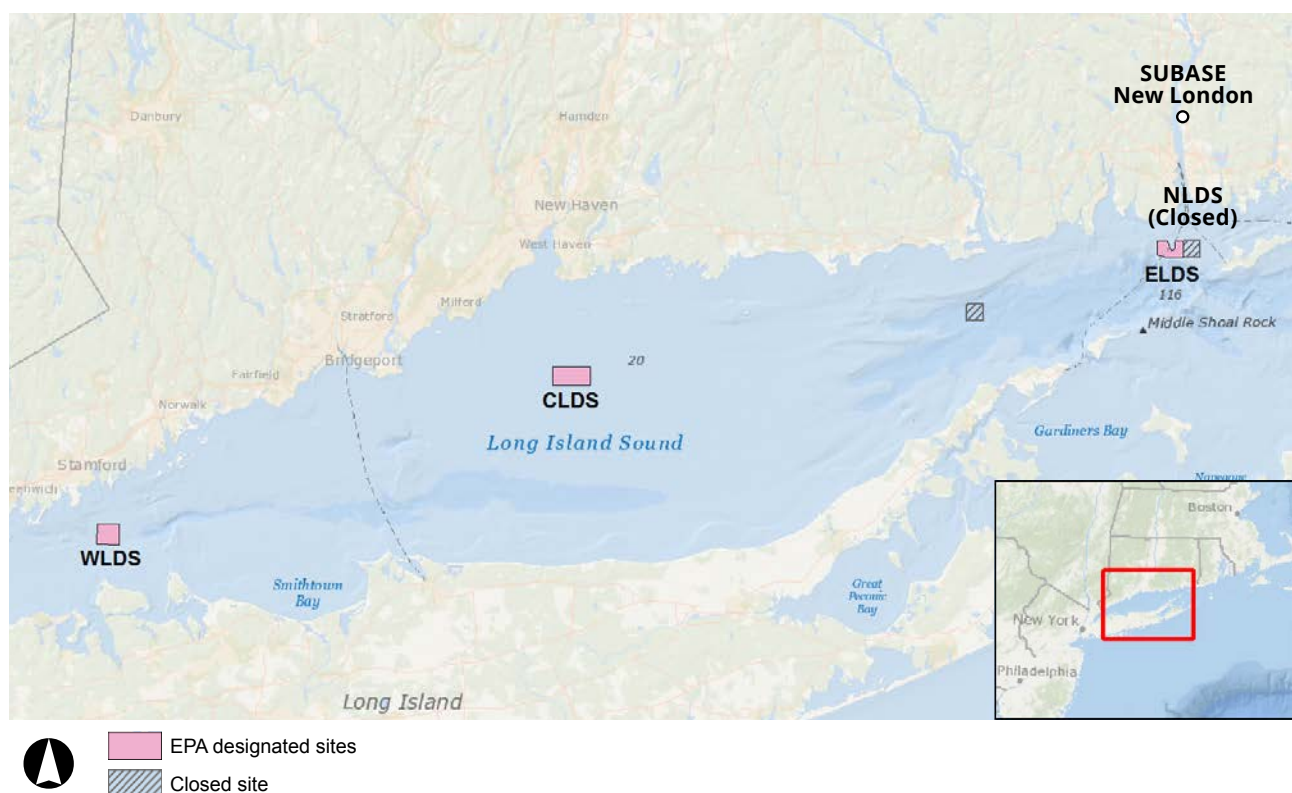 SUBASE
New London
Danbury
Hamden
NLDS
(Closed)
New Haven
West Haven
ELDS
116
Middle Shoal Rock
Milford
Stratford
Bridgeport
20
Fairfield
CLDS
Norwalk
Gardiners Bay
Long Island Sound
Stamford
WLDS
Smithtown
Bay
Great
Peconic
Bay
Boston
New York
Philadelphia
Long Island
EPA designated sites
Closed site